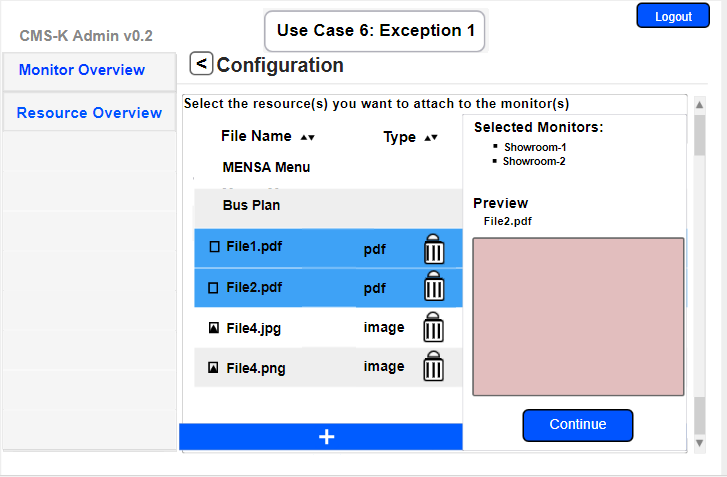 Logout
Use Case 6: Exception 1
CMS-K Admin v0.2
Monitor Overview
< Configuration
Resource Overview
Select the resource(s) you want to attach to the monitor(s)
File Name Type
MENSA Menu
Bus Plan
File1.pdf pdf
File2.pdf pdf
File4.jpg image
File4.png image
+
Selected Monitors:
Showroom-1
Showroom-2
Preview
File2.pdf
Continue